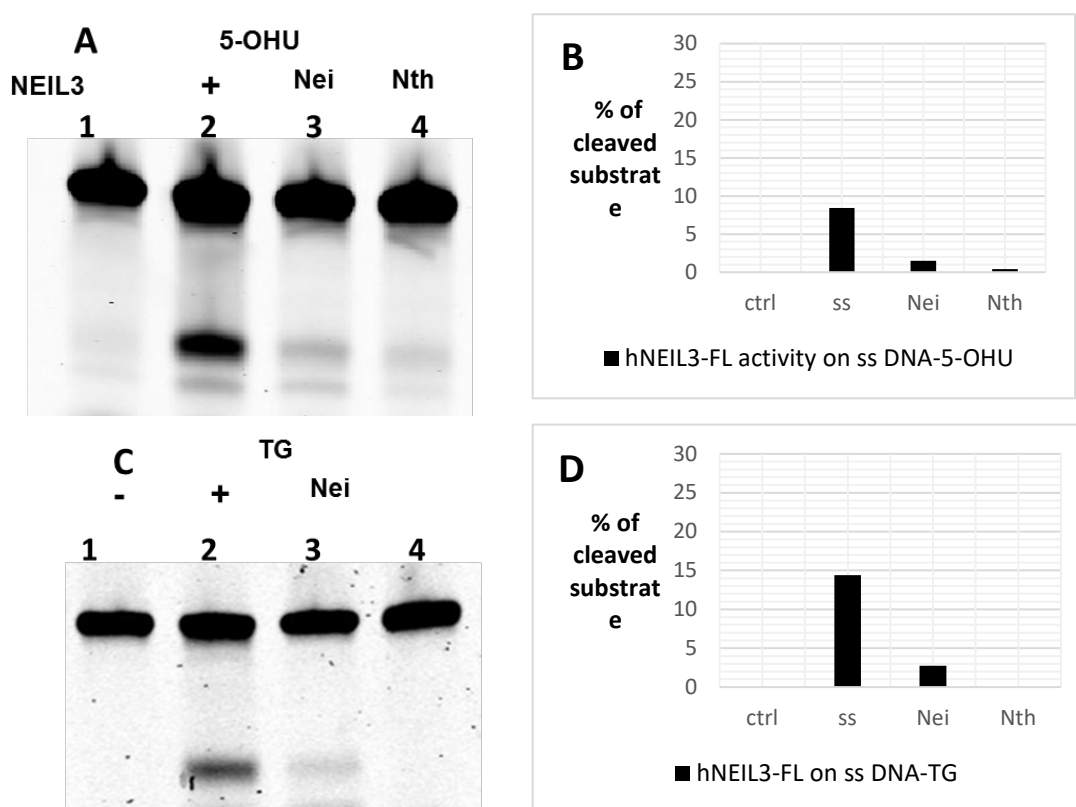 A
5-OHU
NEIL3 + Nei Nth
1 2 3 4
B
% of
cleaved
substrat
e
30
25
20
15
10
5
0
ctrl ss Nei Nth
hNEIL3-FL activity on ss DNA-5-OHU
C
TG
- + Nei
1 2 3 4
D
% of
cleaved
substrat
e
30
25
20
15
10
5
0
ctrl ss Nei Nth
hNEIL3-FL on ss DNA-TG